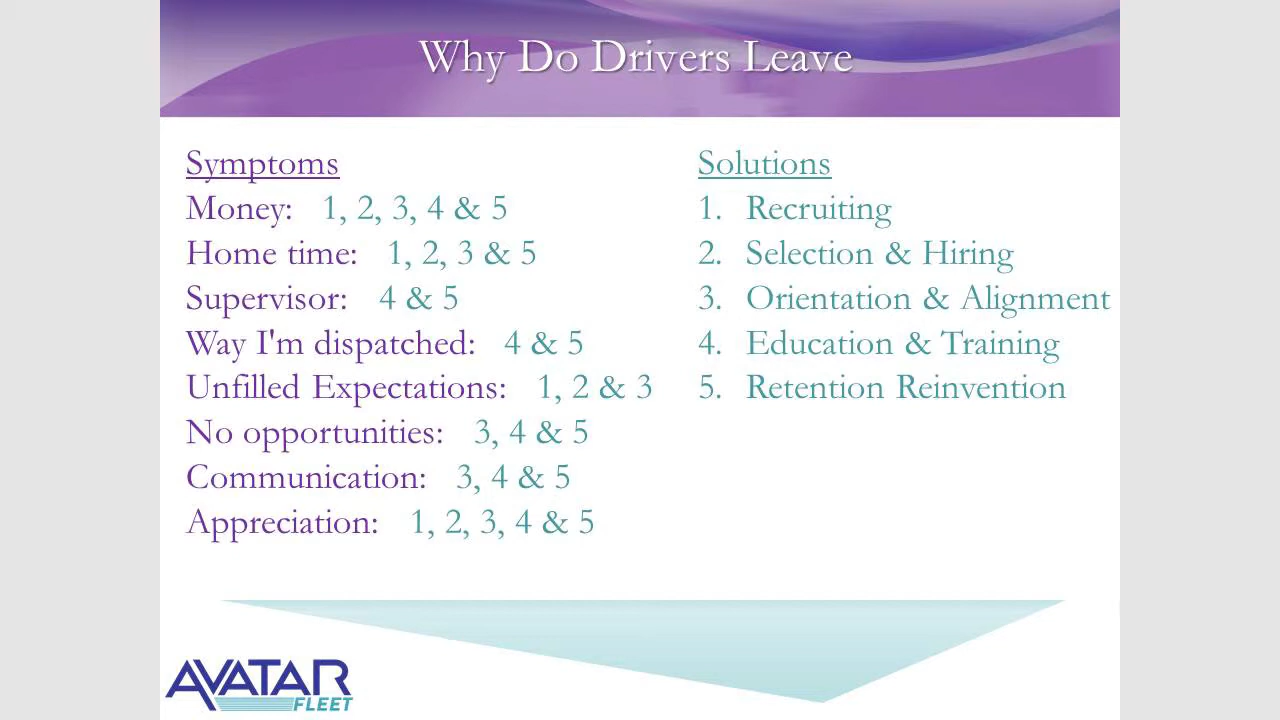 Why Do Drivers Leave
Symptoms
Money: 1, 2, 3, 4 & 5
Home time: 1, 2, 3 & 5
Supervisor: 4 & 5
Way I'm dispatched: 4 & 5
Unfilled Expectations: 1, 2 & 3
No opportunities: 3, 4 & 5
Communication: 3, 4 & 5
Appreciation: 1, 2, 3, 4 & 5
Solutions
1. Recruiting
2. Selection & Hiring
3. Orientation & Alignment
4. Education & Training
5. Retention Reinvention
AVATAR
FLEET